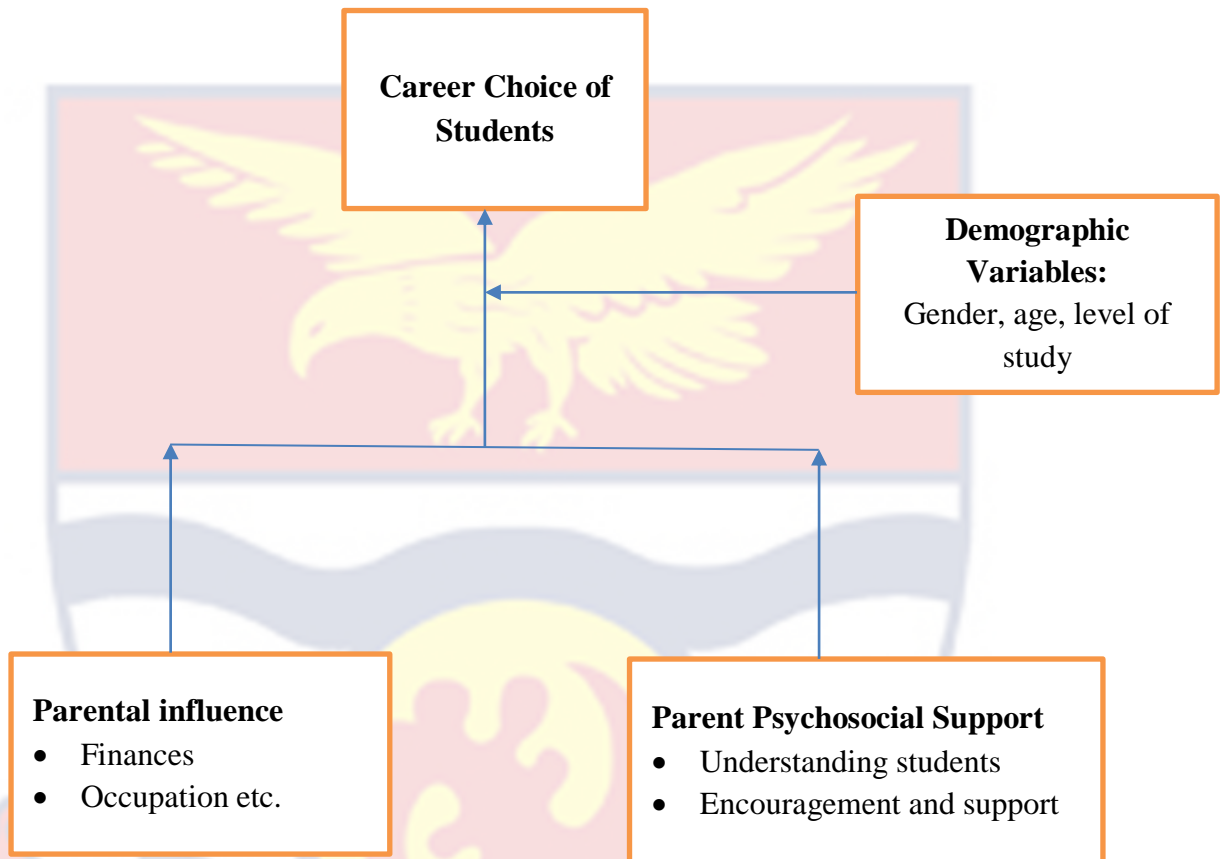 Career Choice of
Students
Demographic
Variables:
Gender, age, level of
study
Parental influence
• Finances
• Occupation etc.
Parent Psychosocial Support
• Understanding students
• Encouragement and support